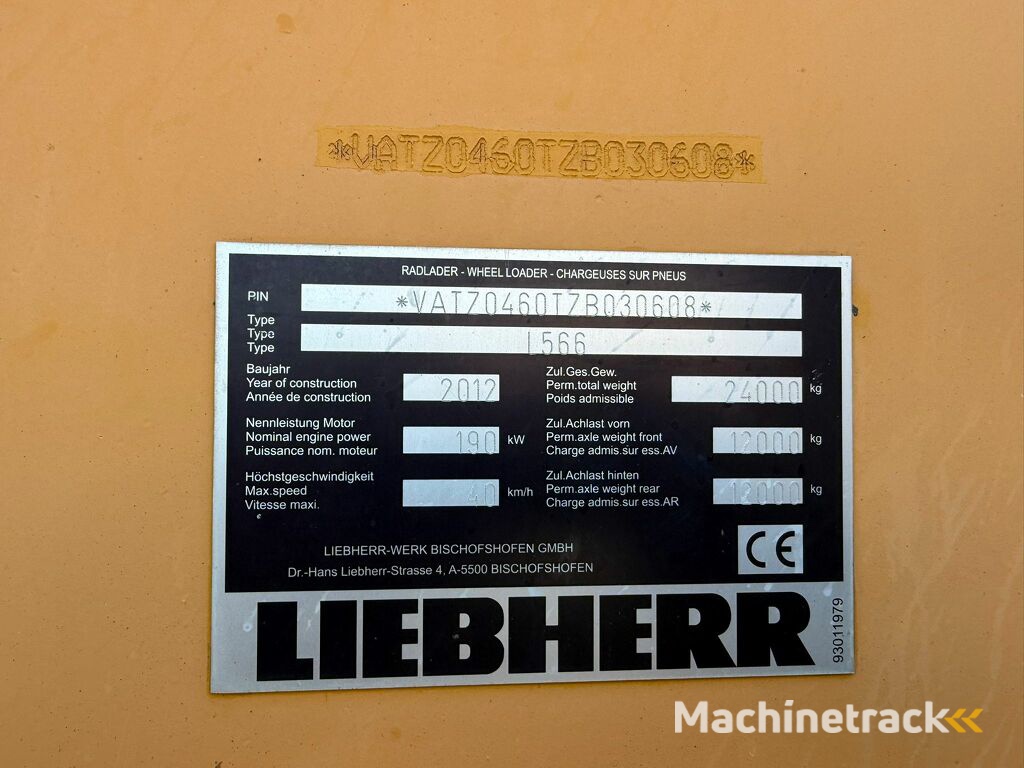 *VATZ0460TZB030608*
RADLADER - WHEEL LOADER - CHARGEUSES SUR PNEUS
PIN *VATZ0460TZB030608*
Type
Type L566
Type
Baujahr
Year of construction 2012
Année de construction
Zul.Ges.Gew.
Perm.total weight 24000 kg
Poids admissible
Nennleistung Motor
Nominal engine power 190 kW
Puissance nom. moteur
Zul.Achlast vorn
Perm.axle weight front 12000 kg
Charge admis.sur ess.AV
Höchstgeschwindigkeit
Max.speed 40 km/h
Vitesse maxi.
Zul.Achlast hinten
Perm.axle weight rear 12000 kg
Charge admis.sur ess.AR
LIEBHERR-WERK BISCHOFSHOFEN GMBH
Dr.-Hans Liebherr-Strasse 4, A-5500 BISCHOFSHOFEN
CE
LIEBHERR
93011979
Machinetrack